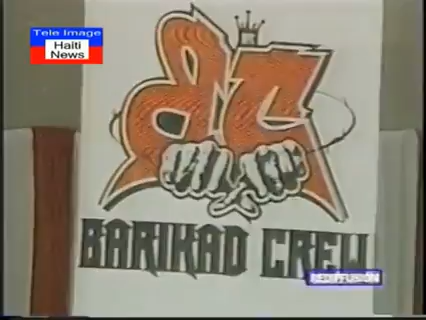 Tele Image
Haiti
News
BC
BARIKAD CREW
REDIFFUSION